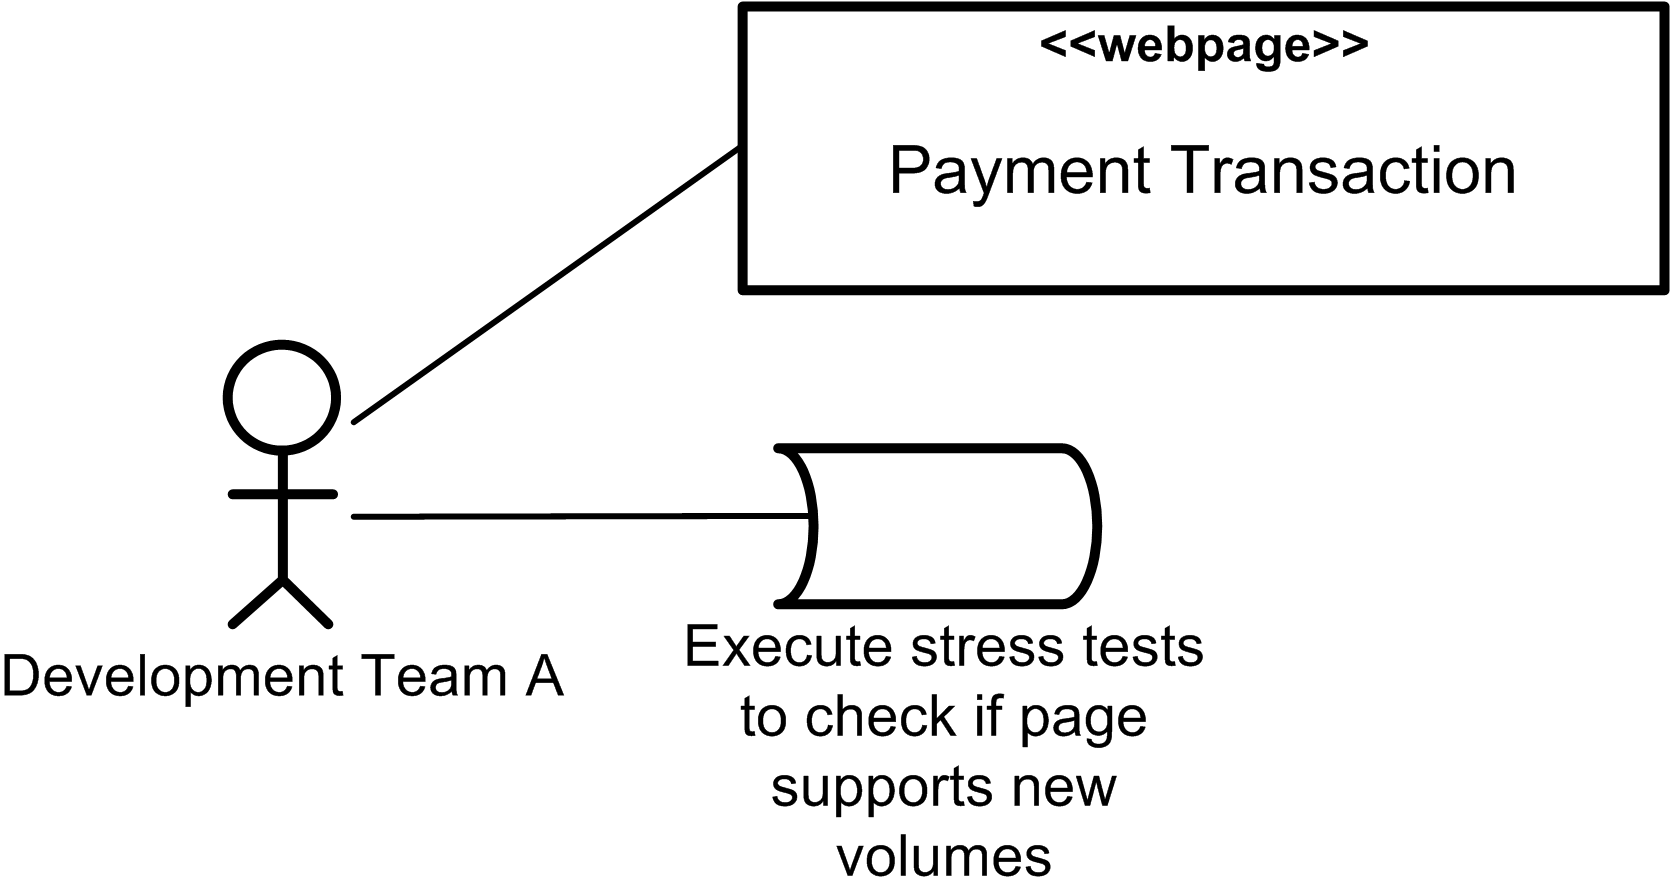 <<webpage>>
Payment Transaction
Development Team A
Execute stress tests
to check if page
supports new
volumes